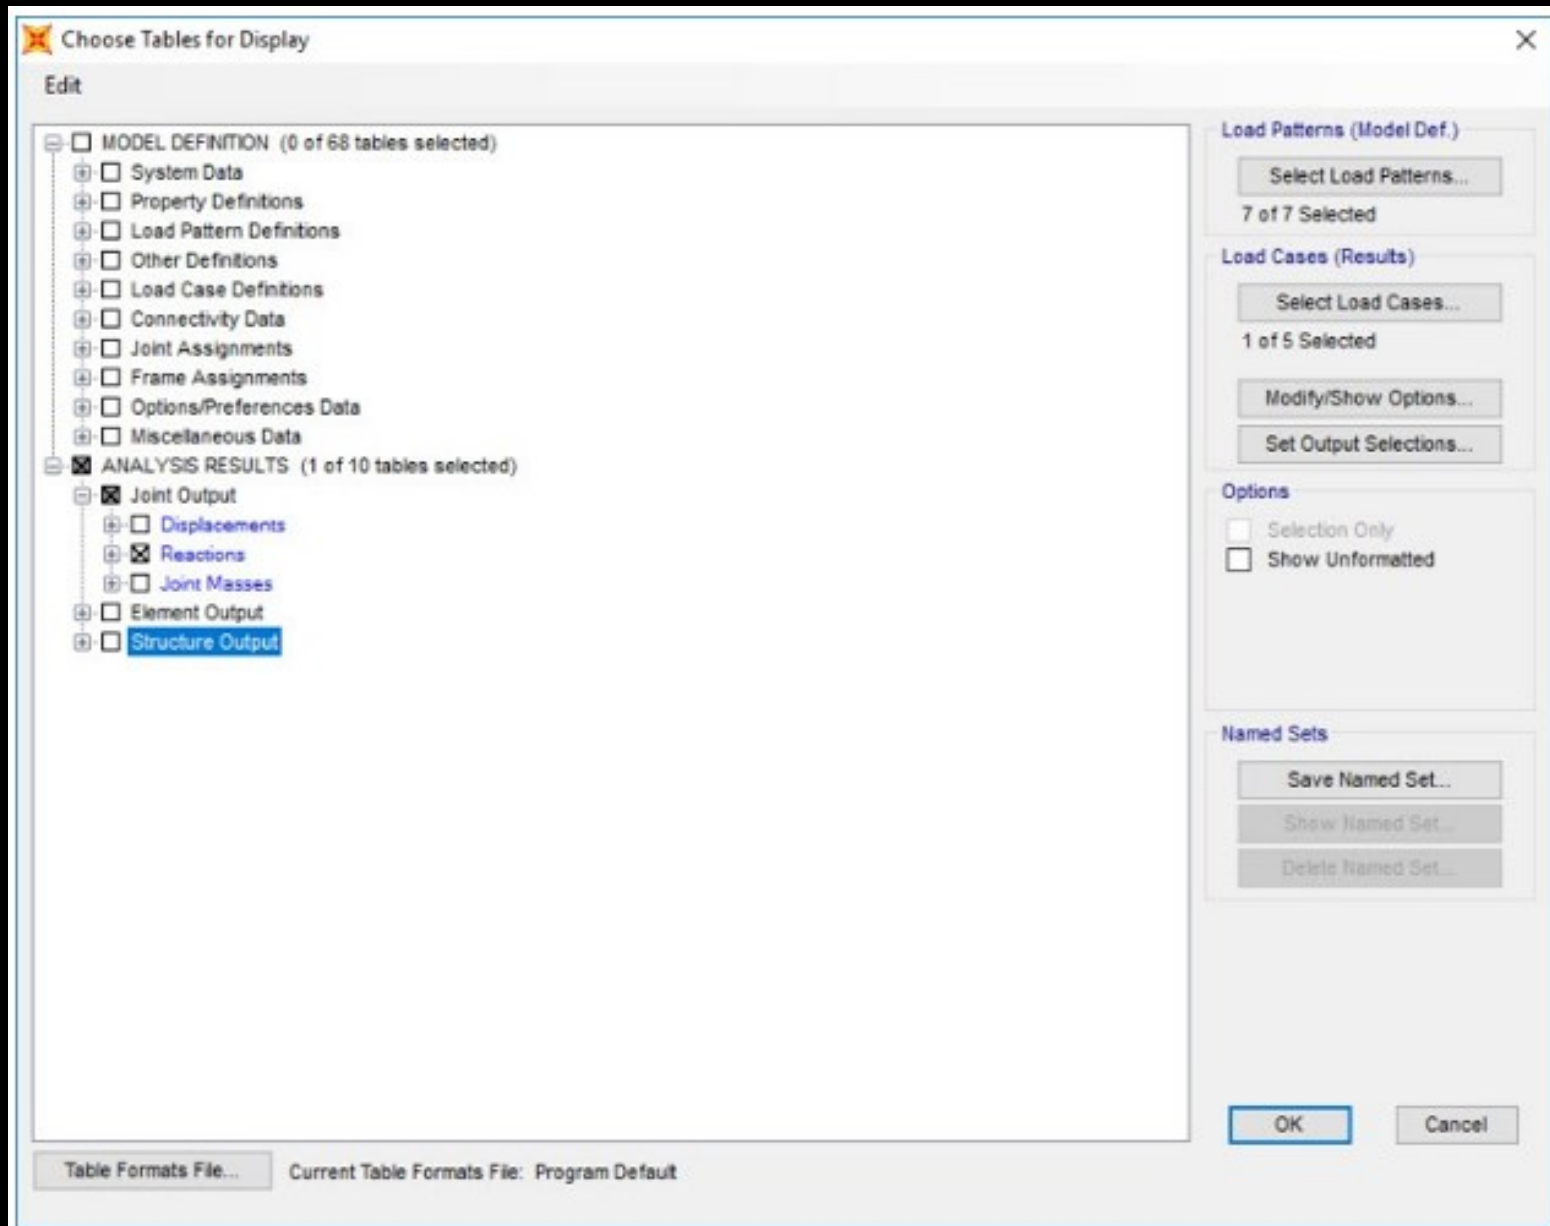 Choose Tables for Display
Edit
MODEL DEFINITION (0 of 68 tables selected)
System Data
Property Definitions
Load Pattern Definitions
Other Definitions
Load Case Definitions
Connectivity Data
Joint Assignments
Frame Assignments
Options/Preferences Data
Miscellaneous Data
ANALYSIS RESULTS (1 of 10 tables selected)
Joint Output
Displacements
Reactions
Joint Masses
Element Output
Structure Output
Load Patterns (Model Def.)
Select Load Patterns...
7 of 7 Selected
Load Cases (Results)
Select Load Cases...
1 of 5 Selected
Modify/Show Options...
Set Output Selections...
Options
Selection Only
Show Unformatted
Named Sets
Save Named Set...
Show Named Set...
Delete Named Set...
OK
Cancel
Table Formats File...
Current Table Formats File: Program Default